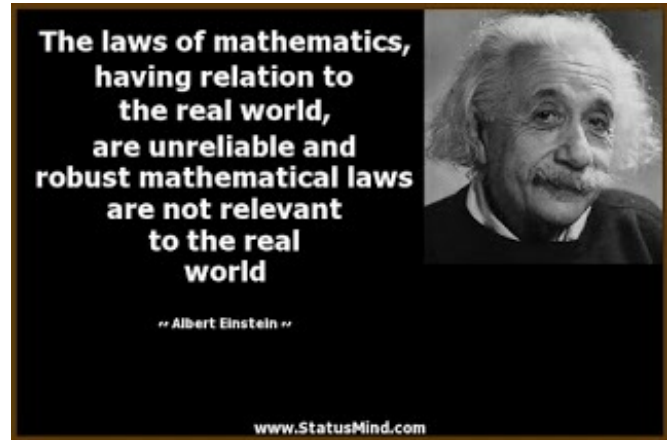 The laws of mathematics,
having relation to
the real world,
are unreliable and
robust mathematical laws
are not relevant
to the real
world
~ Albert Einstein ~
www.StatusMind.com